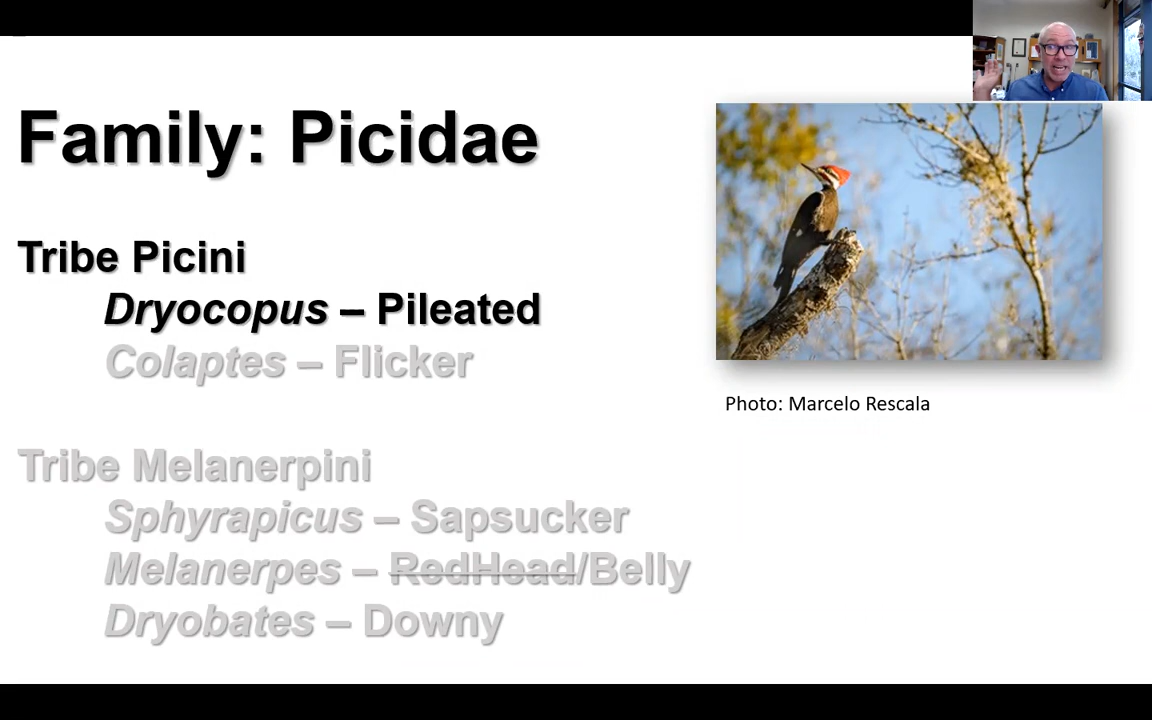 Family: Picidae
Tribe Picini
Dryocopus – Pileated
Colaptes – Flicker
Tribe Melanerpini
Sphyrapicus – Sapsucker
Melanerpes – RedHead/Belly
Dryobates – Downy
Photo: Marcelo Rescala